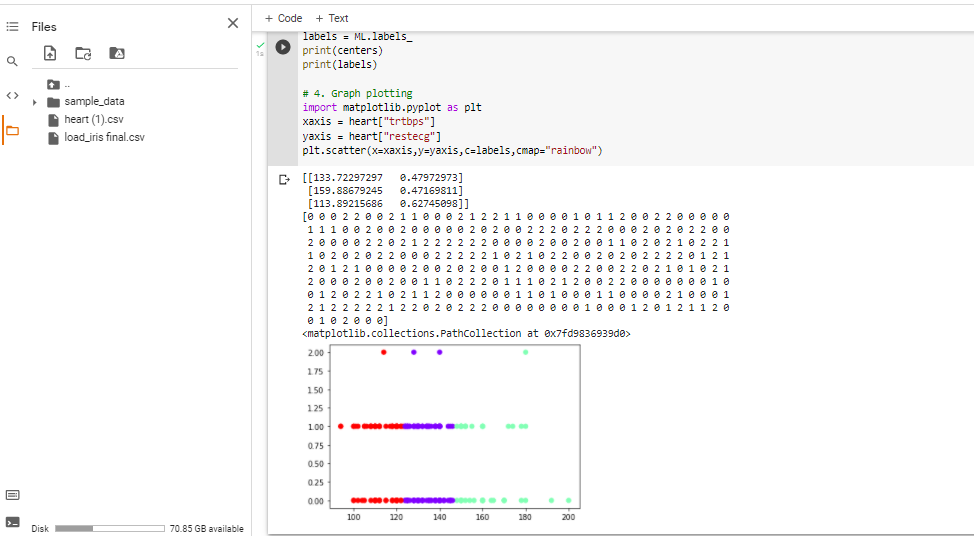 + Code + Text
Files
..
sample_data
heart (1).csv
load_iris final.csv
Disk
70.85 GB available
1s
labels = ML.labels_
print(centers)
print(labels)
# 4. Graph plotting
import matplotlib.pyplot as plt
xaxis = heart["trtbps"]
yaxis = heart["restecg"]
plt.scatter(x=xaxis,y=yaxis,c=labels,cmap="rainbow")
[[133.72297297 0.47972973]
[159.88679245 0.47169811]
[113.89215686 0.62745098]]
[0 0 0 2 2 0 0 2 1 1 0 0 0 2 1 2 2 1 1 0 0 0 0 1 0 1 1 2 0 0 2 2 0 0 0 0 0
1 1 1 0 0 2 0 0 2 0 0 0 0 0 2 2 0 2 0 0 2 2 2 0 2 2 2 0 0 0 2 0 2 0 2 2 0 0
2 0 0 0 0 2 2 0 2 1 2 2 2 2 2 2 0 0 0 0 2 0 0 2 0 0 1 1 0 2 0 2 1 0 2 2 1
1 0 2 0 2 0 2 0 2 2 0 0 0 2 2 2 2 2 1 0 2 1 0 2 2 0 0 2 0 2 2 2 2 0 1 2 1
2 0 1 2 1 0 0 0 0 2 0 0 2 0 2 0 0 1 2 0 0 0 0 2 2 0 0 2 2 0 2 1 0 1 0 2 1
2 0 0 0 2 0 0 2 0 0 1 1 0 2 2 2 0 1 1 1 0 2 1 2 0 0 2 0 0 0 0 0 0 0 1 0 0
0 1 2 0 2 2 1 0 2 1 1 2 0 0 0 0 0 0 1 1 0 1 0 0 0 1 1 0 0 0 0 2 1 0 0 0 1
2 1 2 2 2 2 2 1 2 2 0 2 0 2 2 2 0 0 0 0 0 0 0 0 1 0 0 0 1 2 0 1 2 1 1 2 0
0 1 0 2 0 0 0]
<matplotlib.collections.PathCollection at 0x7fd9836939d0>
2.00
1.75
1.50
1.25
1.00
0.75
0.50
0.25
0.00
100 120 140 160 180 200